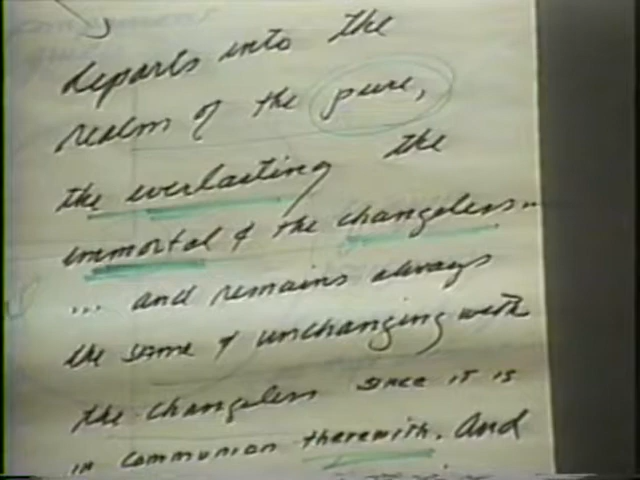 departs into the
realm of the pure,
the everlasting the
immortal & the changeless..
... and remains always
the same & unchanging with
the changeless since it is
in communion therewith. And